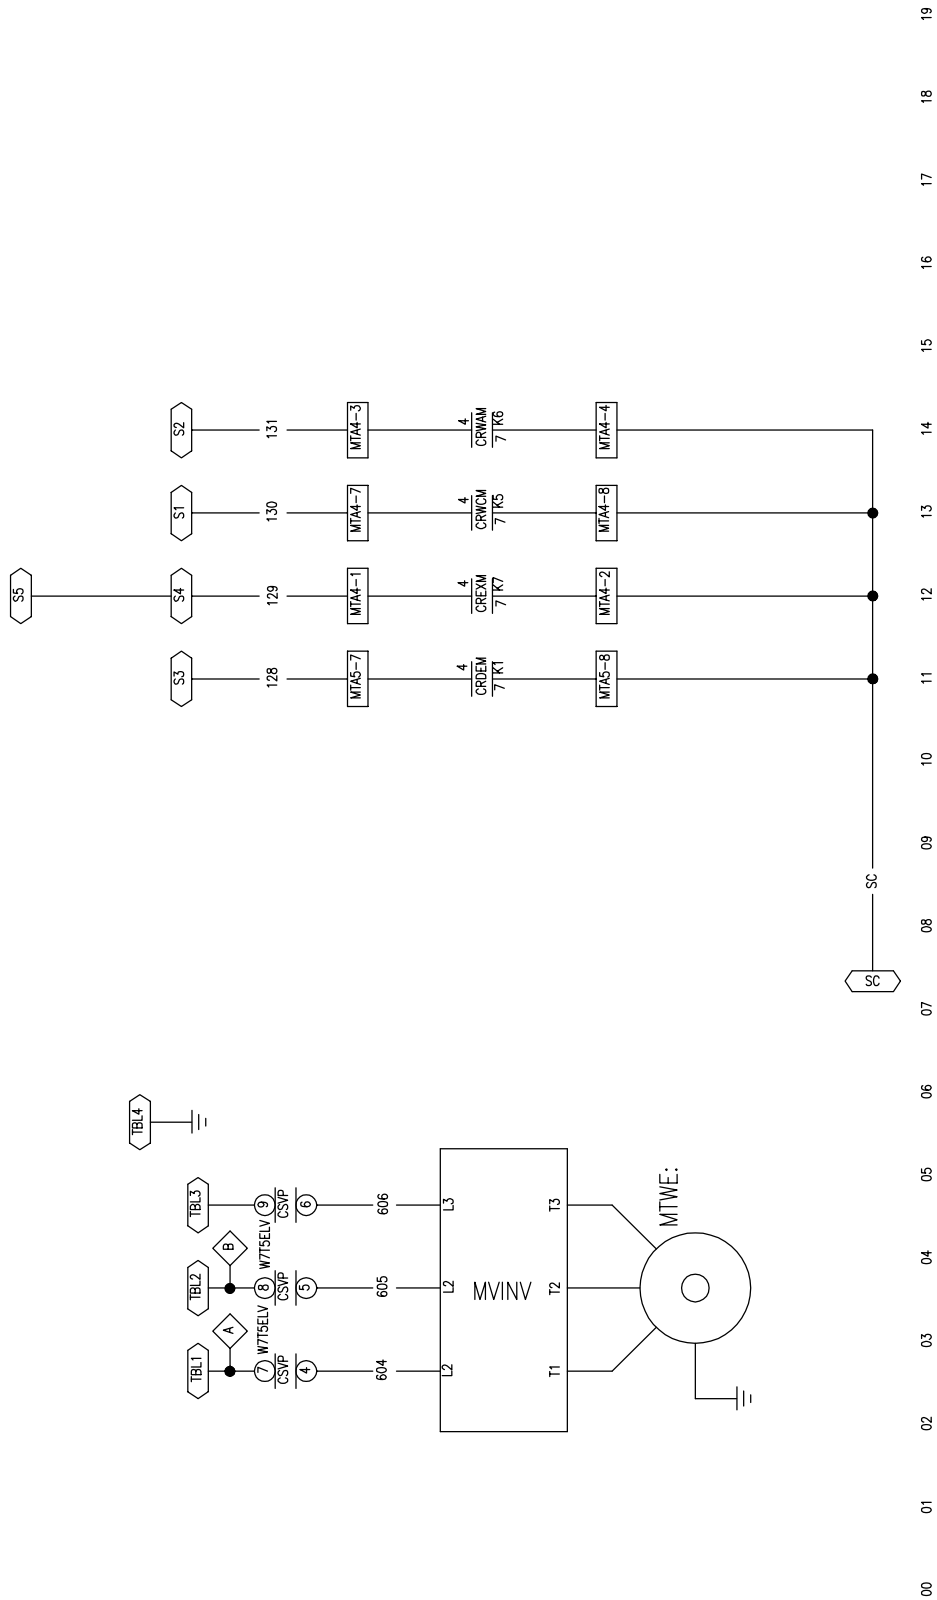 00
01
02
03
04
05
06
07
08
09
10
11
12
13
14
15
16
17
18
19
TBL1
A
7
CSVP
4
W7T5ELV
604
L2
T1
TBL2
B
8
CSVP
5
W7T5ELV
605
L2
T2
TBL3
9
CSVP
6
606
L3
T3
MVINV
MTWE:
TBL4
SC
SC
S3
128
MTA5-7
4
CRDEM
7 K1
MTA5-8
S5
S4
129
MTA4-1
4
CREXM
7 K7
MTA4-2
S1
130
MTA4-7
4
CRWCM
7 K5
MTA4-8
S2
131
MTA4-3
4
CRWAM
7 K6
MTA4-4